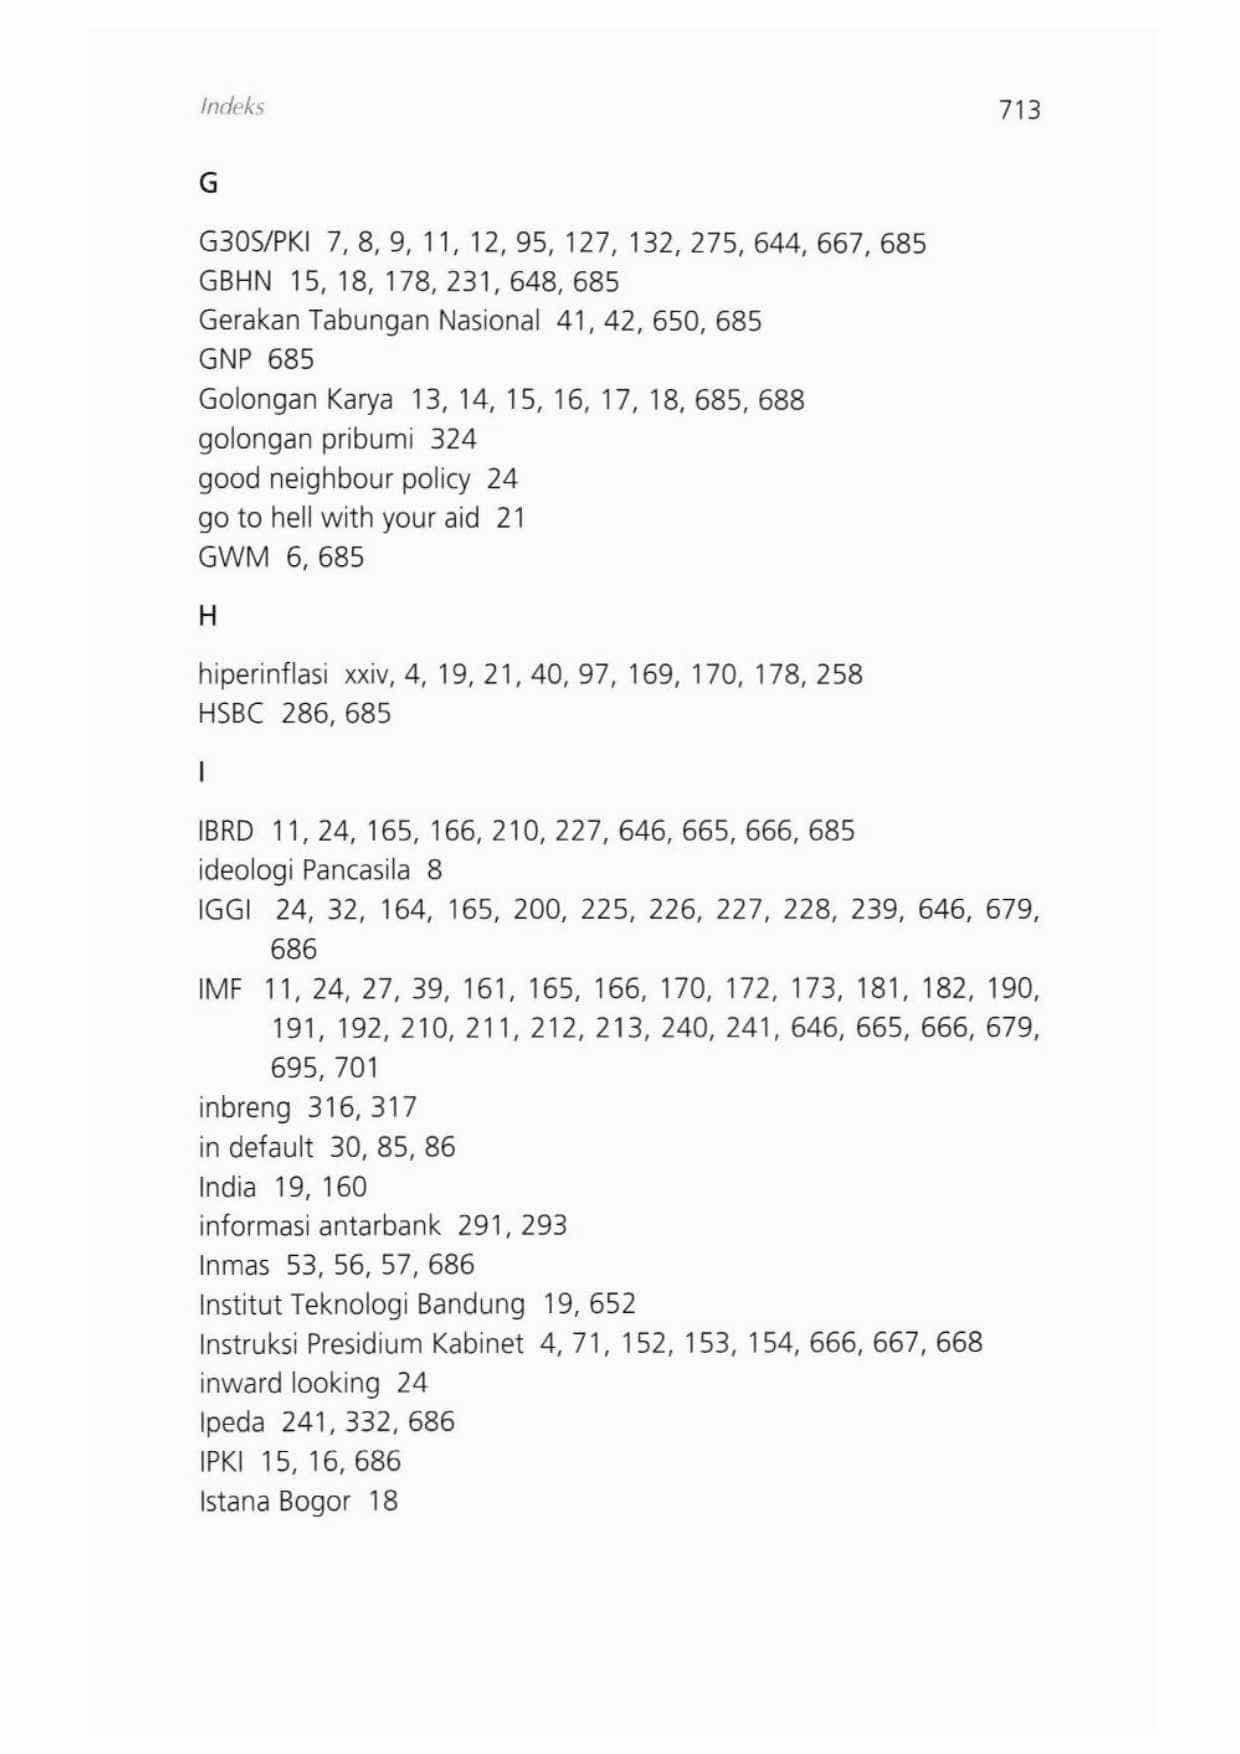 Indeks
713
G
G30S/PKI 7, 8, 9, 11, 12, 95, 127, 132, 275, 644, 667, 685
GBHN 15, 18, 178, 231, 648, 685
Gerakan Tabungan Nasional 41, 42, 650, 685
GNP 685
Golongan Karya 13, 14, 15, 16, 17, 18, 685, 688
golongan pribumi 324
good neighbour policy 24
go to hell with your aid 21
GWM 6, 685
H
hiperinflasi xxiv, 4, 19, 21, 40, 97, 169, 170, 178, 258
HSBC 286, 685
I
IBRD 11, 24, 165, 166, 210, 227, 646, 665, 666, 685
ideologi Pancasila 8
IGGI 24, 32, 164, 165, 200, 225, 226, 227, 228, 239, 646, 679,
686
IMF 11, 24, 27, 39, 161, 165, 166, 170, 172, 173, 181, 182, 190,
191, 192, 210, 211, 212, 213, 240, 241, 646, 665, 666, 679,
695, 701
inbreng 316, 317
in default 30, 85, 86
India 19, 160
informasi antarbank 291, 293
Inmas 53, 56, 57, 686
Institut Teknologi Bandung 19, 652
Instruksi Presidium Kabinet 4, 71, 152, 153, 154, 666, 667, 668
inward looking 24
Ipeda 241, 332, 686
IPKI 15, 16, 686
Istana Bogor 18